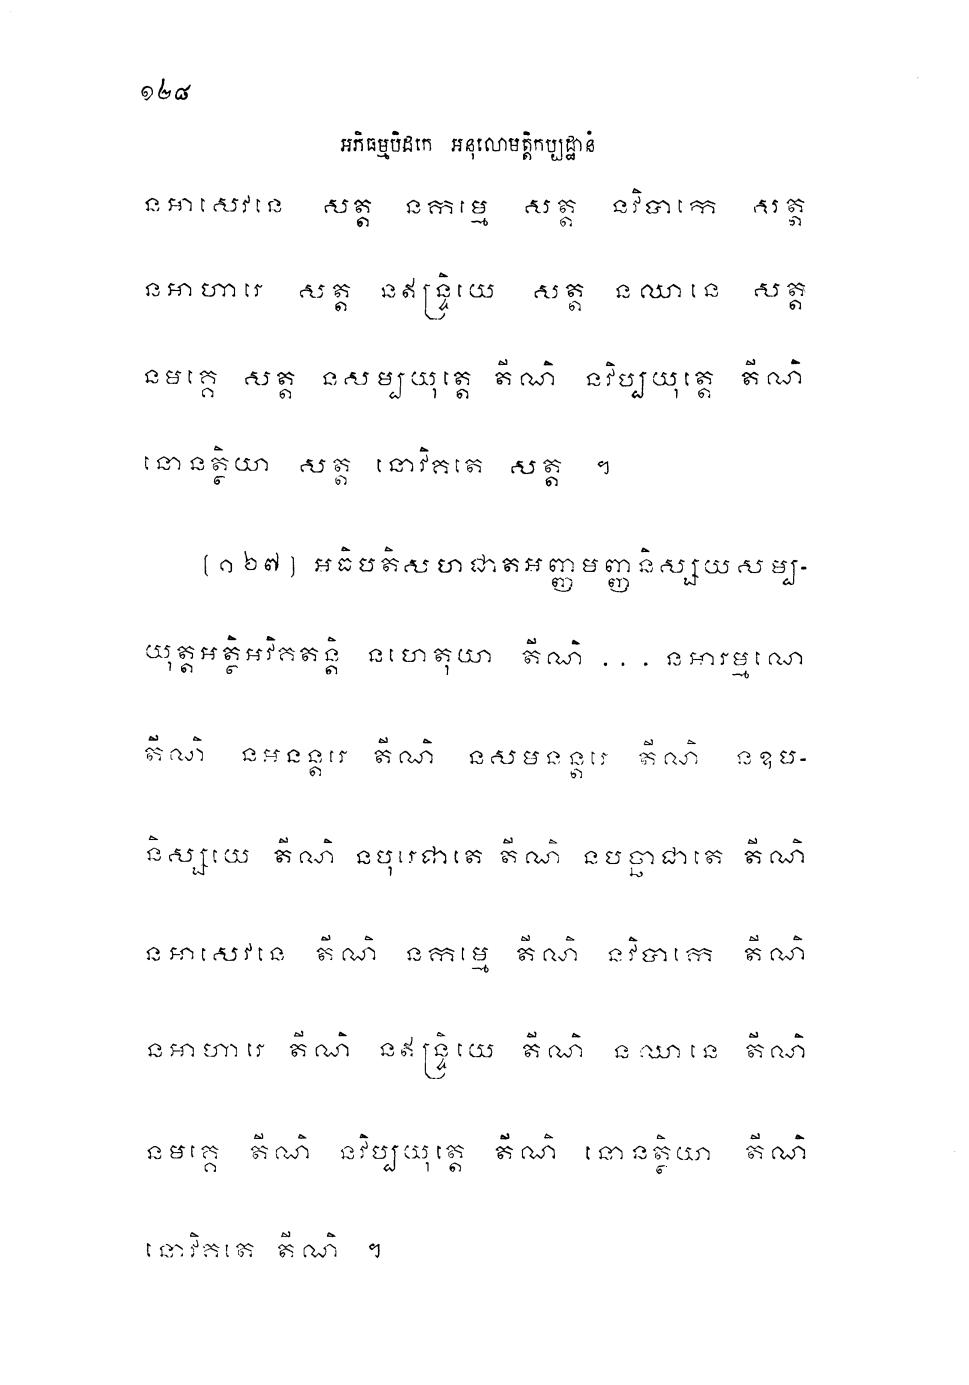 ១២៨
អភិធម្មបិដកេ អនុលោមត្តិកប្បដ្ឋានំ
នអាសេវនេ សត្ត នកម្មេ សត្ត នវិបាកេ សត្ត
នអាហារេ សត្ត នឥន្ទ្រិយេ សត្ត នឈានេ សត្ត
នមគ្គេ សត្ត នសម្បយុត្តេ តីណិ នវិប្បយុត្តេ តីណិ
នោនត្ថិយា សត្ត នោវិគតេ សត្ត ។
(១២៧) អធិបតិសហជាតអញ្ញមញ្ញនិស្សយសម្ប-
យុត្តអត្ថិអវិគតន្តិ នហេតុយា តីណិ ... នអារម្មណេ
តីណិ នអនន្តរេ តីណិ នសមនន្តរេ តីណិ នឧប-
និស្សយេ តីណិ នបុរេជាតេ តីណិ នបច្ឆាជាតេ តីណិ
នអាសេវនេ តីណិ នកម្មេ តីណិ នវិបាកេ តីណិ
នអាហារេ តីណិ នឥន្ទ្រិយេ តីណិ នឈានេ តីណិ
នមគ្គេ តីណិ នវិប្បយុត្តេ តីណិ នោនត្ថិយា តីណិ
នោវិគតេ តីណិ ។